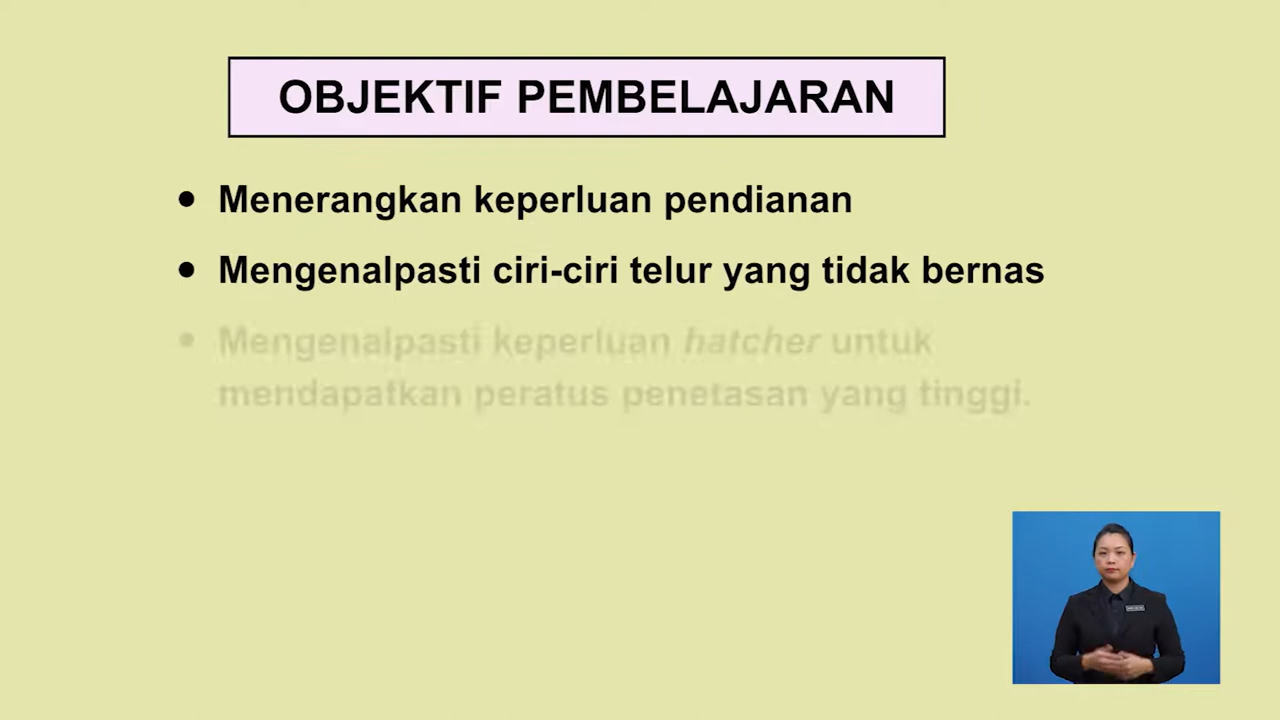 OBJEKTIF PEMBELAJARAN
• Menerangkan keperluan pendianan
• Mengenalpasti ciri-ciri telur yang tidak bernas
• Mengenalpasti keperluan hatcher untuk
mendapatkan peratus penetasan yang tinggi.